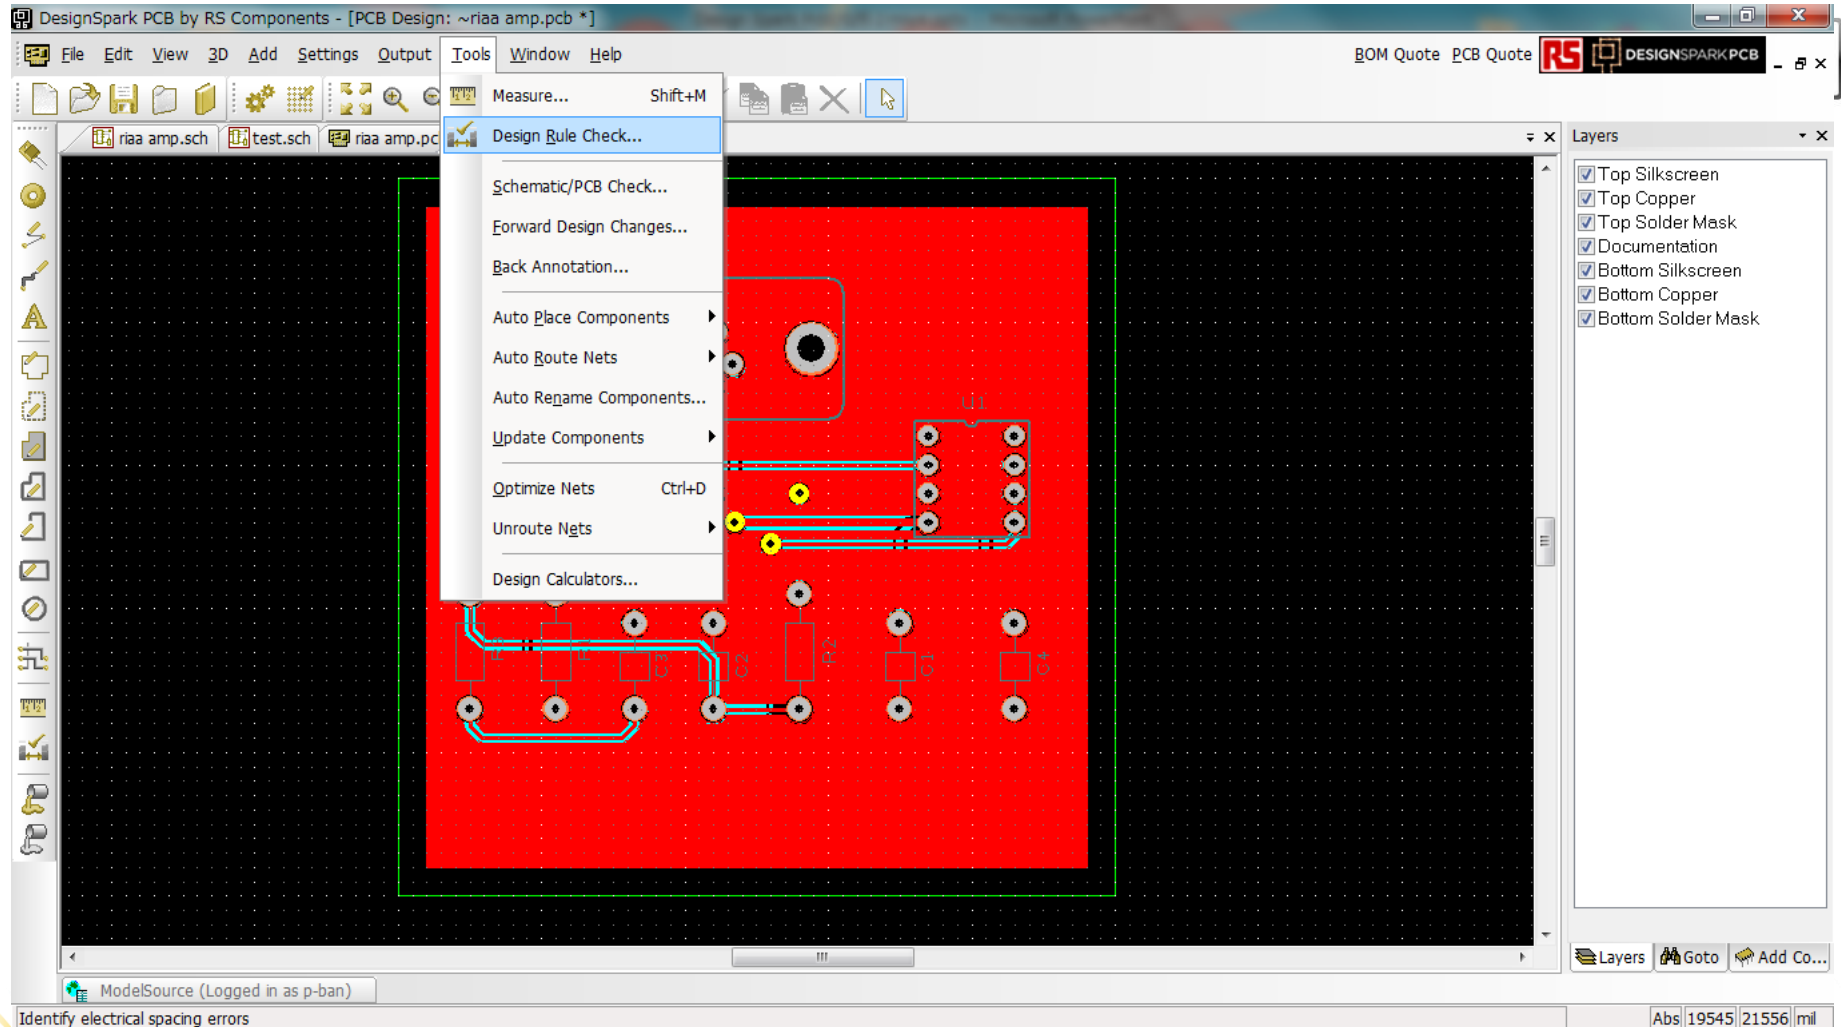 DesignSpark PCB by RS Components - [PCB Design: ~riaa amp.pcb *]
File Edit View 3D Add Settings Output Tools Window Help BOM Quote PCB Quote RS DESIGNSPARK PCB
Measure... Shift+M
Design Rule Check...
Schematic/PCB Check...
Forward Design Changes...
Back Annotation...
Auto Place Components
Auto Route Nets
Auto Rename Components...
Update Components
Optimize Nets Ctrl+D
Unroute Nets
Design Calculators...
riaa amp.sch test.sch riaa amp.pc
U1
C3 C2 R2 C1 C4
Layers
Top Silkscreen
Top Copper
Top Solder Mask
Documentation
Bottom Silkscreen
Bottom Copper
Bottom Solder Mask
Layers Goto Add Co...
ModelSource (Logged in as p-ban)
Identify electrical spacing errors Abs 19545 21556 mil